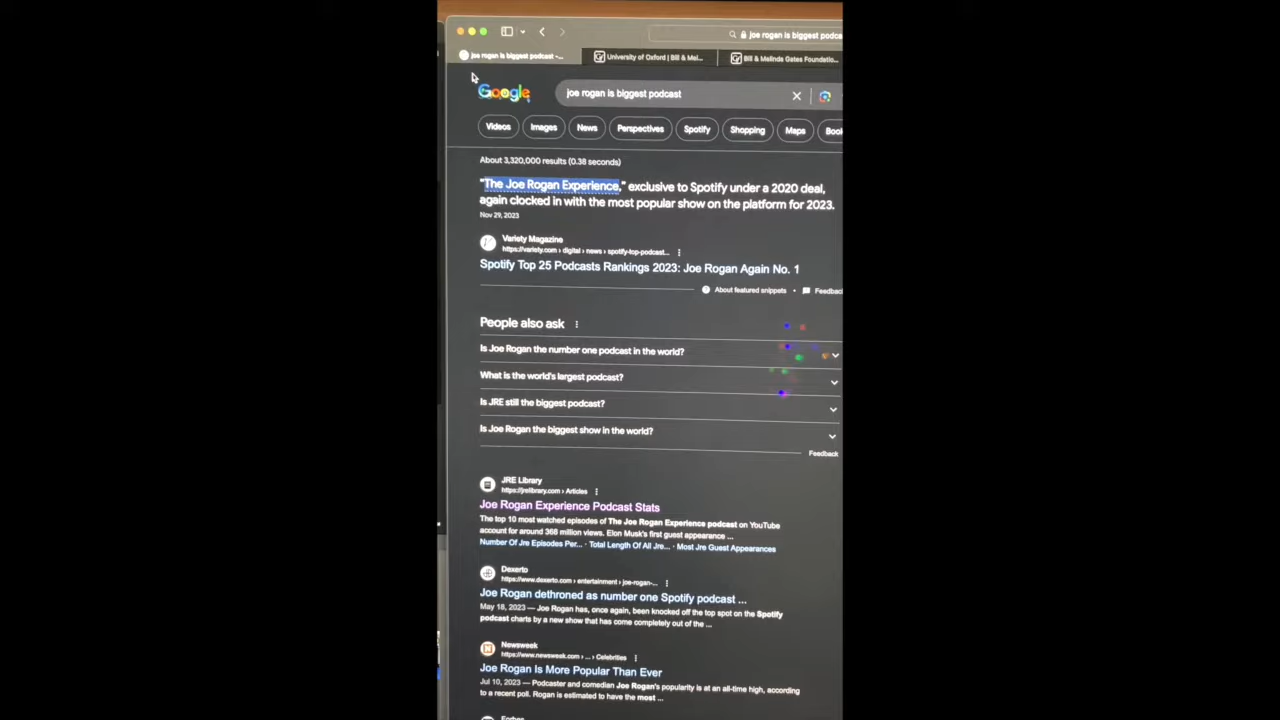 joe rogan is biggest podca
joe rogan is biggest podcast -...
University of Oxford | Bill & Mel...
Bill & Melinda Gates Foundatio...
Google
joe rogan is biggest podcast
Videos
Images
News
Perspectives
Spotify
Shopping
Maps
Boo
About 3,320,000 results (0.38 seconds)
"The Joe Rogan Experience," exclusive to Spotify under a 2020 deal,
again clocked in with the most popular show on the platform for 2023.
Nov 29, 2023
Variety Magazine
https://variety.com › digital › news › spotify-top-podcast...
Spotify Top 25 Podcasts Rankings 2023: Joe Rogan Again No. 1
About featured snippets • Feedback
People also ask
Is Joe Rogan the number one podcast in the world?
What is the world's largest podcast?
Is JRE still the biggest podcast?
Is Joe Rogan the biggest show in the world?
Feedback
JRE Library
https://jrelibrary.com › Articles
Joe Rogan Experience Podcast Stats
The top 10 most watched episodes of The Joe Rogan Experience podcast on YouTube
account for around 368 million views. Elon Musk's first guest appearance ...
Number Of Jre Episodes Per... · Total Length Of All Jre... · Most Jre Guest Appearances
Dexerto
https://www.dexerto.com › entertainment › joe-rogan-...
Joe Rogan dethroned as number one Spotify podcast ...
May 18, 2023 — Joe Rogan has, once again, been knocked off the top spot on the Spotify
podcast charts by a new show that has come completely out of the ...
Newsweek
https://www.newsweek.com › ... › Celebrities
Joe Rogan Is More Popular Than Ever
Jul 10, 2023 — Podcaster and comedian Joe Rogan's popularity is at an all-time high, according
to a recent poll. Rogan is estimated to have the most ...
Forbes